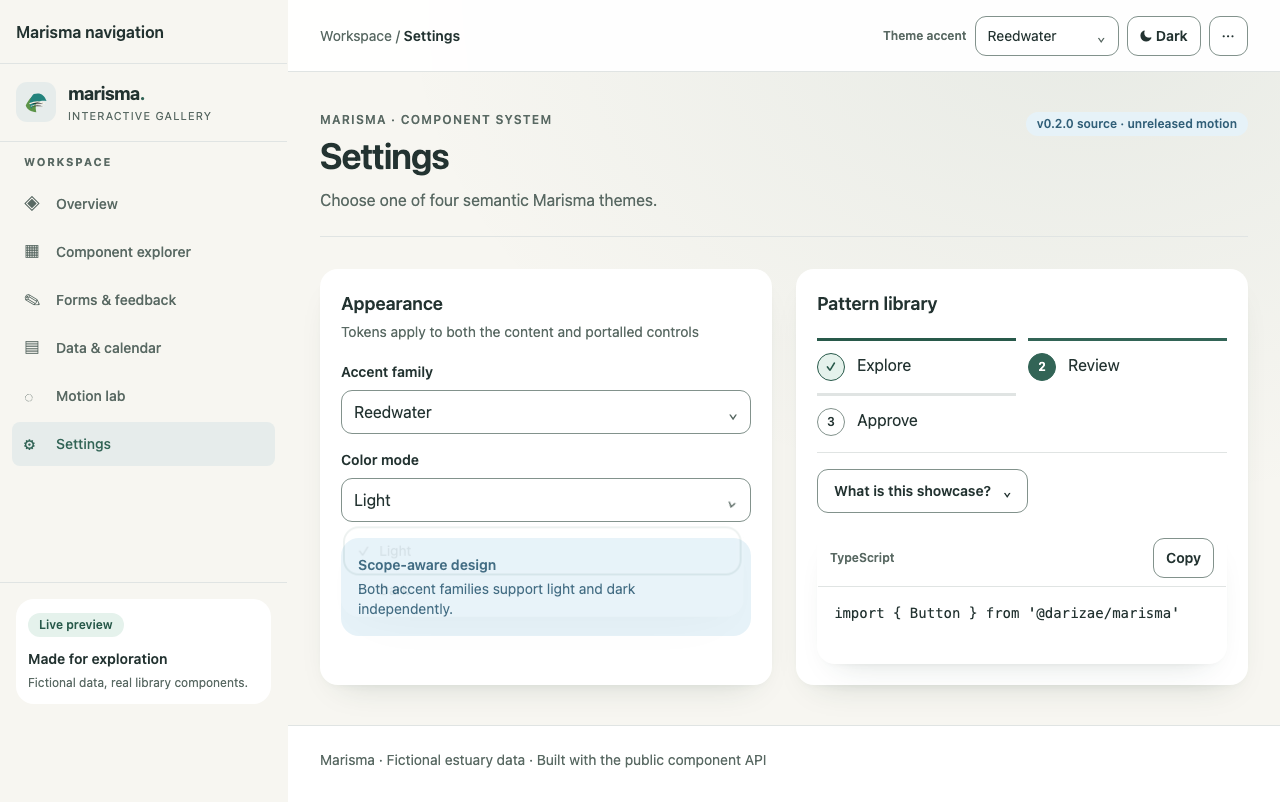 Marisma navigation
marisma.
INTERACTIVE GALLERY
WORKSPACE
Overview
Component explorer
Forms & feedback
Data & calendar
Motion lab
Settings
Live preview
Made for exploration
Fictional data, real library components.
Workspace / Settings
Theme accent
Reedwater
Dark
···
MARISMA · COMPONENT SYSTEM
v0.2.0 source · unreleased motion
Settings
Choose one of four semantic Marisma themes.
Appearance
Tokens apply to both the content and portalled controls
Accent family
Reedwater
Color mode
Light
Light
Scope-aware design
Both accent families support light and dark
independently.
Pattern library
Explore
2 Review
3 Approve
What is this showcase?
TypeScript
Copy
import { Button } from '@darizae/marisma'
Marisma · Fictional estuary data · Built with the public component API